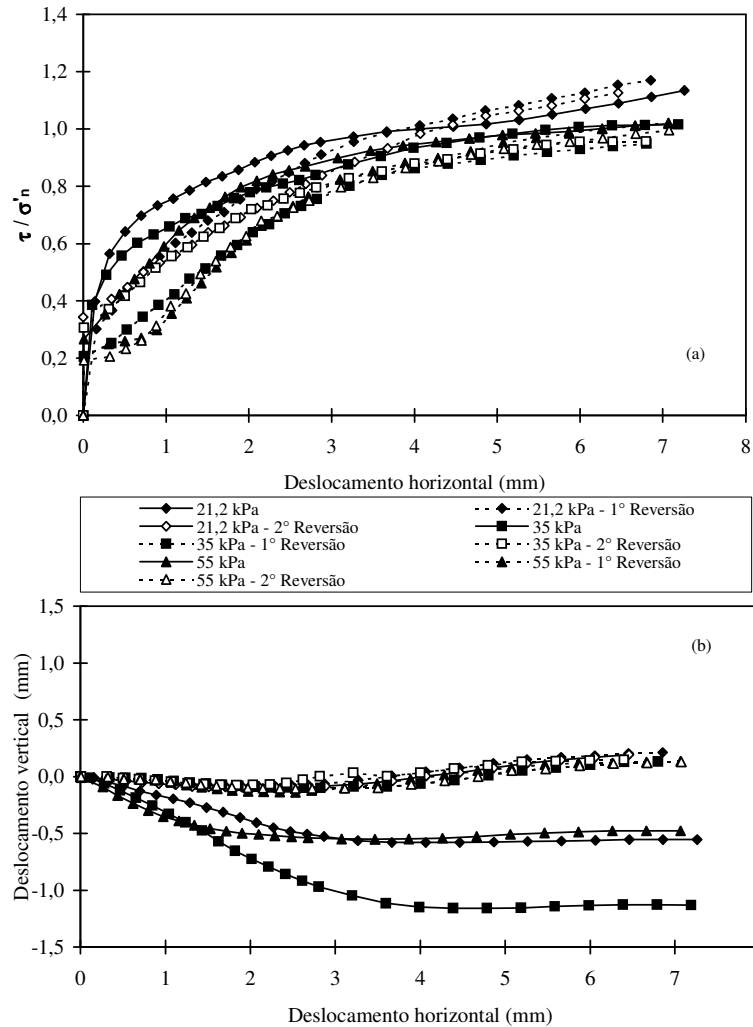 1,4
1,2
1,0
0,8
0,6
0,4
0,2
0,0
τ / σ'n
(a)
0 1 2 3 4 5 6 7 8
Deslocamento horizontal (mm)
21,2 kPa
21,2 kPa - 1° Reversão
21,2 kPa - 2° Reversão
35 kPa
35 kPa - 1° Reversão
35 kPa - 2° Reversão
55 kPa
55 kPa - 1° Reversão
55 kPa - 2° Reversão
1,5
1,0
0,5
0,0
-0,5
-1,0
-1,5
Deslocamento vertical (mm)
(b)
0 1 2 3 4 5 6 7
Deslocamento horizontal (mm)